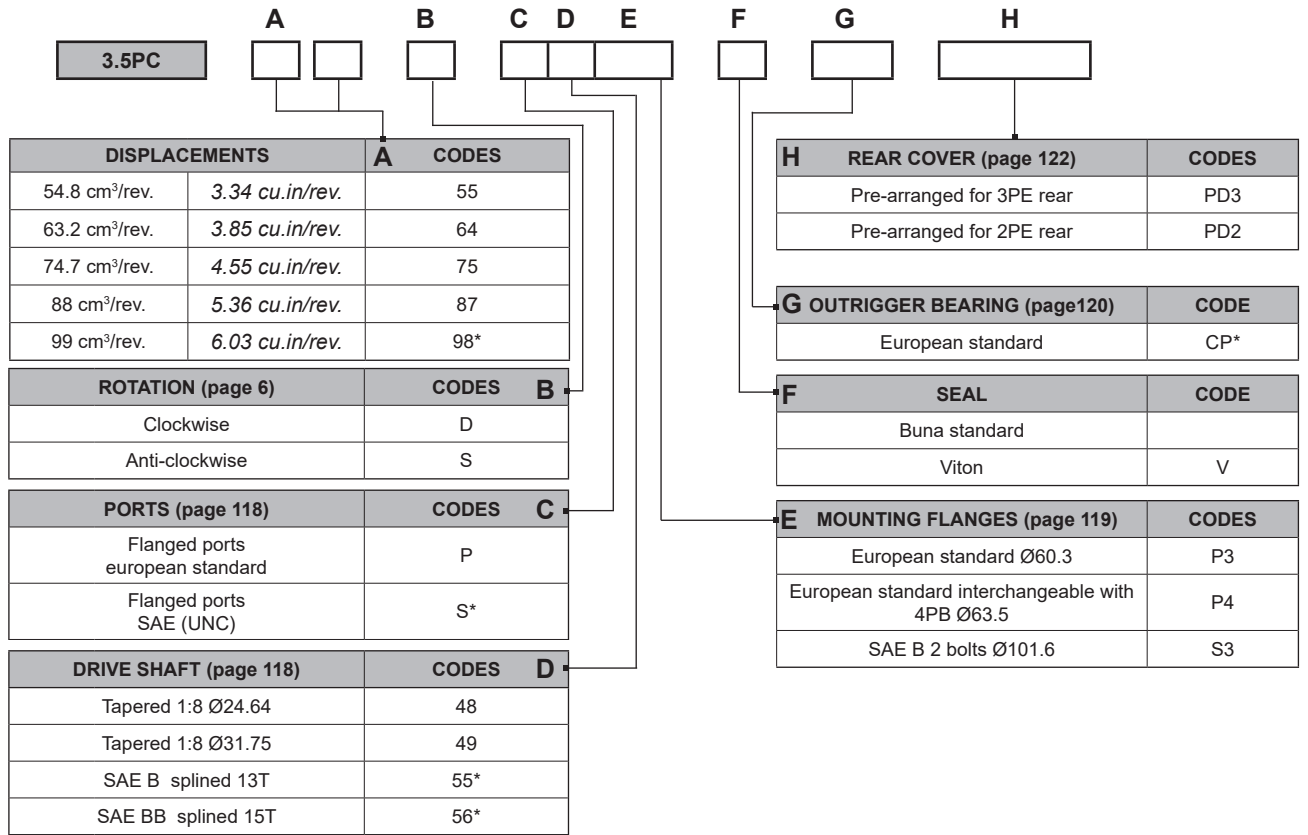 A B C D E F G H
3.5PC
DISPLACEMENTS A CODES
54.8 cm³/rev. 3.34 cu.in/rev. 55
63.2 cm³/rev. 3.85 cu.in/rev. 64
74.7 cm³/rev. 4.55 cu.in/rev. 75
88 cm³/rev. 5.36 cu.in/rev. 87
99 cm³/rev. 6.03 cu.in/rev. 98*
ROTATION (page 6) CODES B
Clockwise D
Anti-clockwise S
PORTS (page 118) CODES C
Flanged ports
european standard P
Flanged ports
SAE (UNC) S*
DRIVE SHAFT (page 118) CODES D
Tapered 1:8 Ø24.64 48
Tapered 1:8 Ø31.75 49
SAE B splined 13T 55*
SAE BB splined 15T 56*
H REAR COVER (page 122) CODES
Pre-arranged for 3PE rear PD3
Pre-arranged for 2PE rear PD2
G OUTRIGGER BEARING (page120) CODE
European standard CP*
F SEAL CODE
Buna standard
Viton V
E MOUNTING FLANGES (page 119) CODES
European standard Ø60.3 P3
European standard interchangeable with
4PB Ø63.5 P4
SAE B 2 bolts Ø101.6 S3